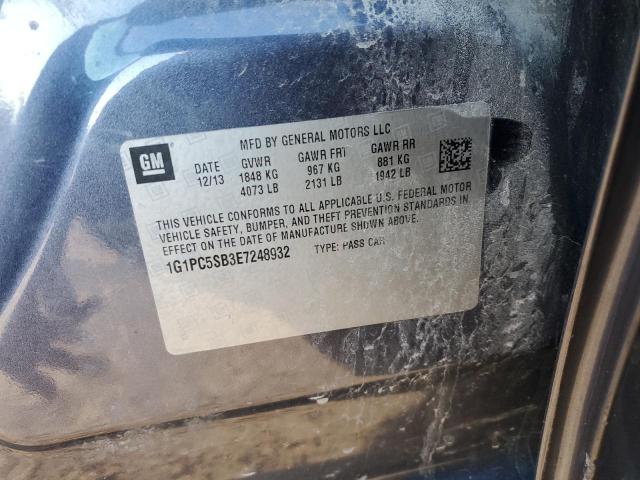 MFD BY GENERAL MOTORS LLC
GM DATE GVWR GAWR FRT GAWR RR
12/13 1848 KG 967 KG 881 KG
4073 LB 2131 LB 1942 LB
THIS VEHICLE CONFORMS TO ALL APPLICABLE U.S. FEDERAL MOTOR
VEHICLE SAFETY, BUMPER, AND THEFT PREVENTION STANDARDS IN
EFFECT ON THE DATE OF MANUFACTURE SHOWN ABOVE.
1G1PC5SB3E7248932 TYPE: PASS CAR